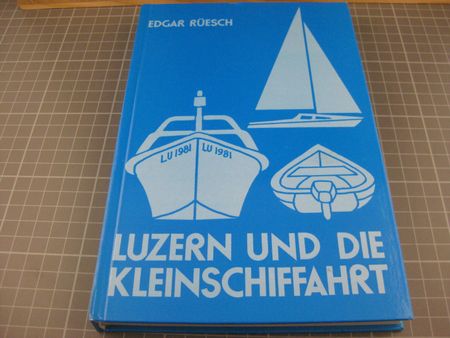 EDGAR RÜESCH
LU 1981 LU 1981
LUZERN UND DIE
KLEINSCHIFFAHRT